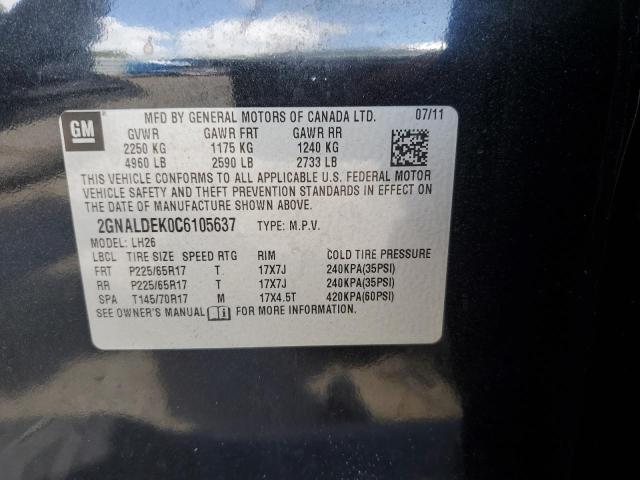 GM
MFD BY GENERAL MOTORS OF CANADA LTD. 07/11
GVWR GAWR FRT GAWR RR
2250 KG 1175 KG 1240 KG
4960 LB 2590 LB 2733 LB
THIS VEHICLE CONFORMS TO ALL APPLICABLE U.S. FEDERAL MOTOR
VEHICLE SAFETY AND THEFT PREVENTION STANDARDS IN EFFECT ON
THE DATE OF MANUFACTURE SHOWN ABOVE.
2GNALDEK0C6105637 TYPE: M.P.V.
MODEL: LH26
LBCL TIRE SIZE SPEED RTG RIM COLD TIRE PRESSURE
FRT P225/65R17 T 17X7J 240KPA(35PSI)
RR P225/65R17 T 17X7J 240KPA(35PSI)
SPA T145/70R17 M 17X4.5T 420KPA(60PSI)
SEE OWNER'S MANUAL FOR MORE INFORMATION.